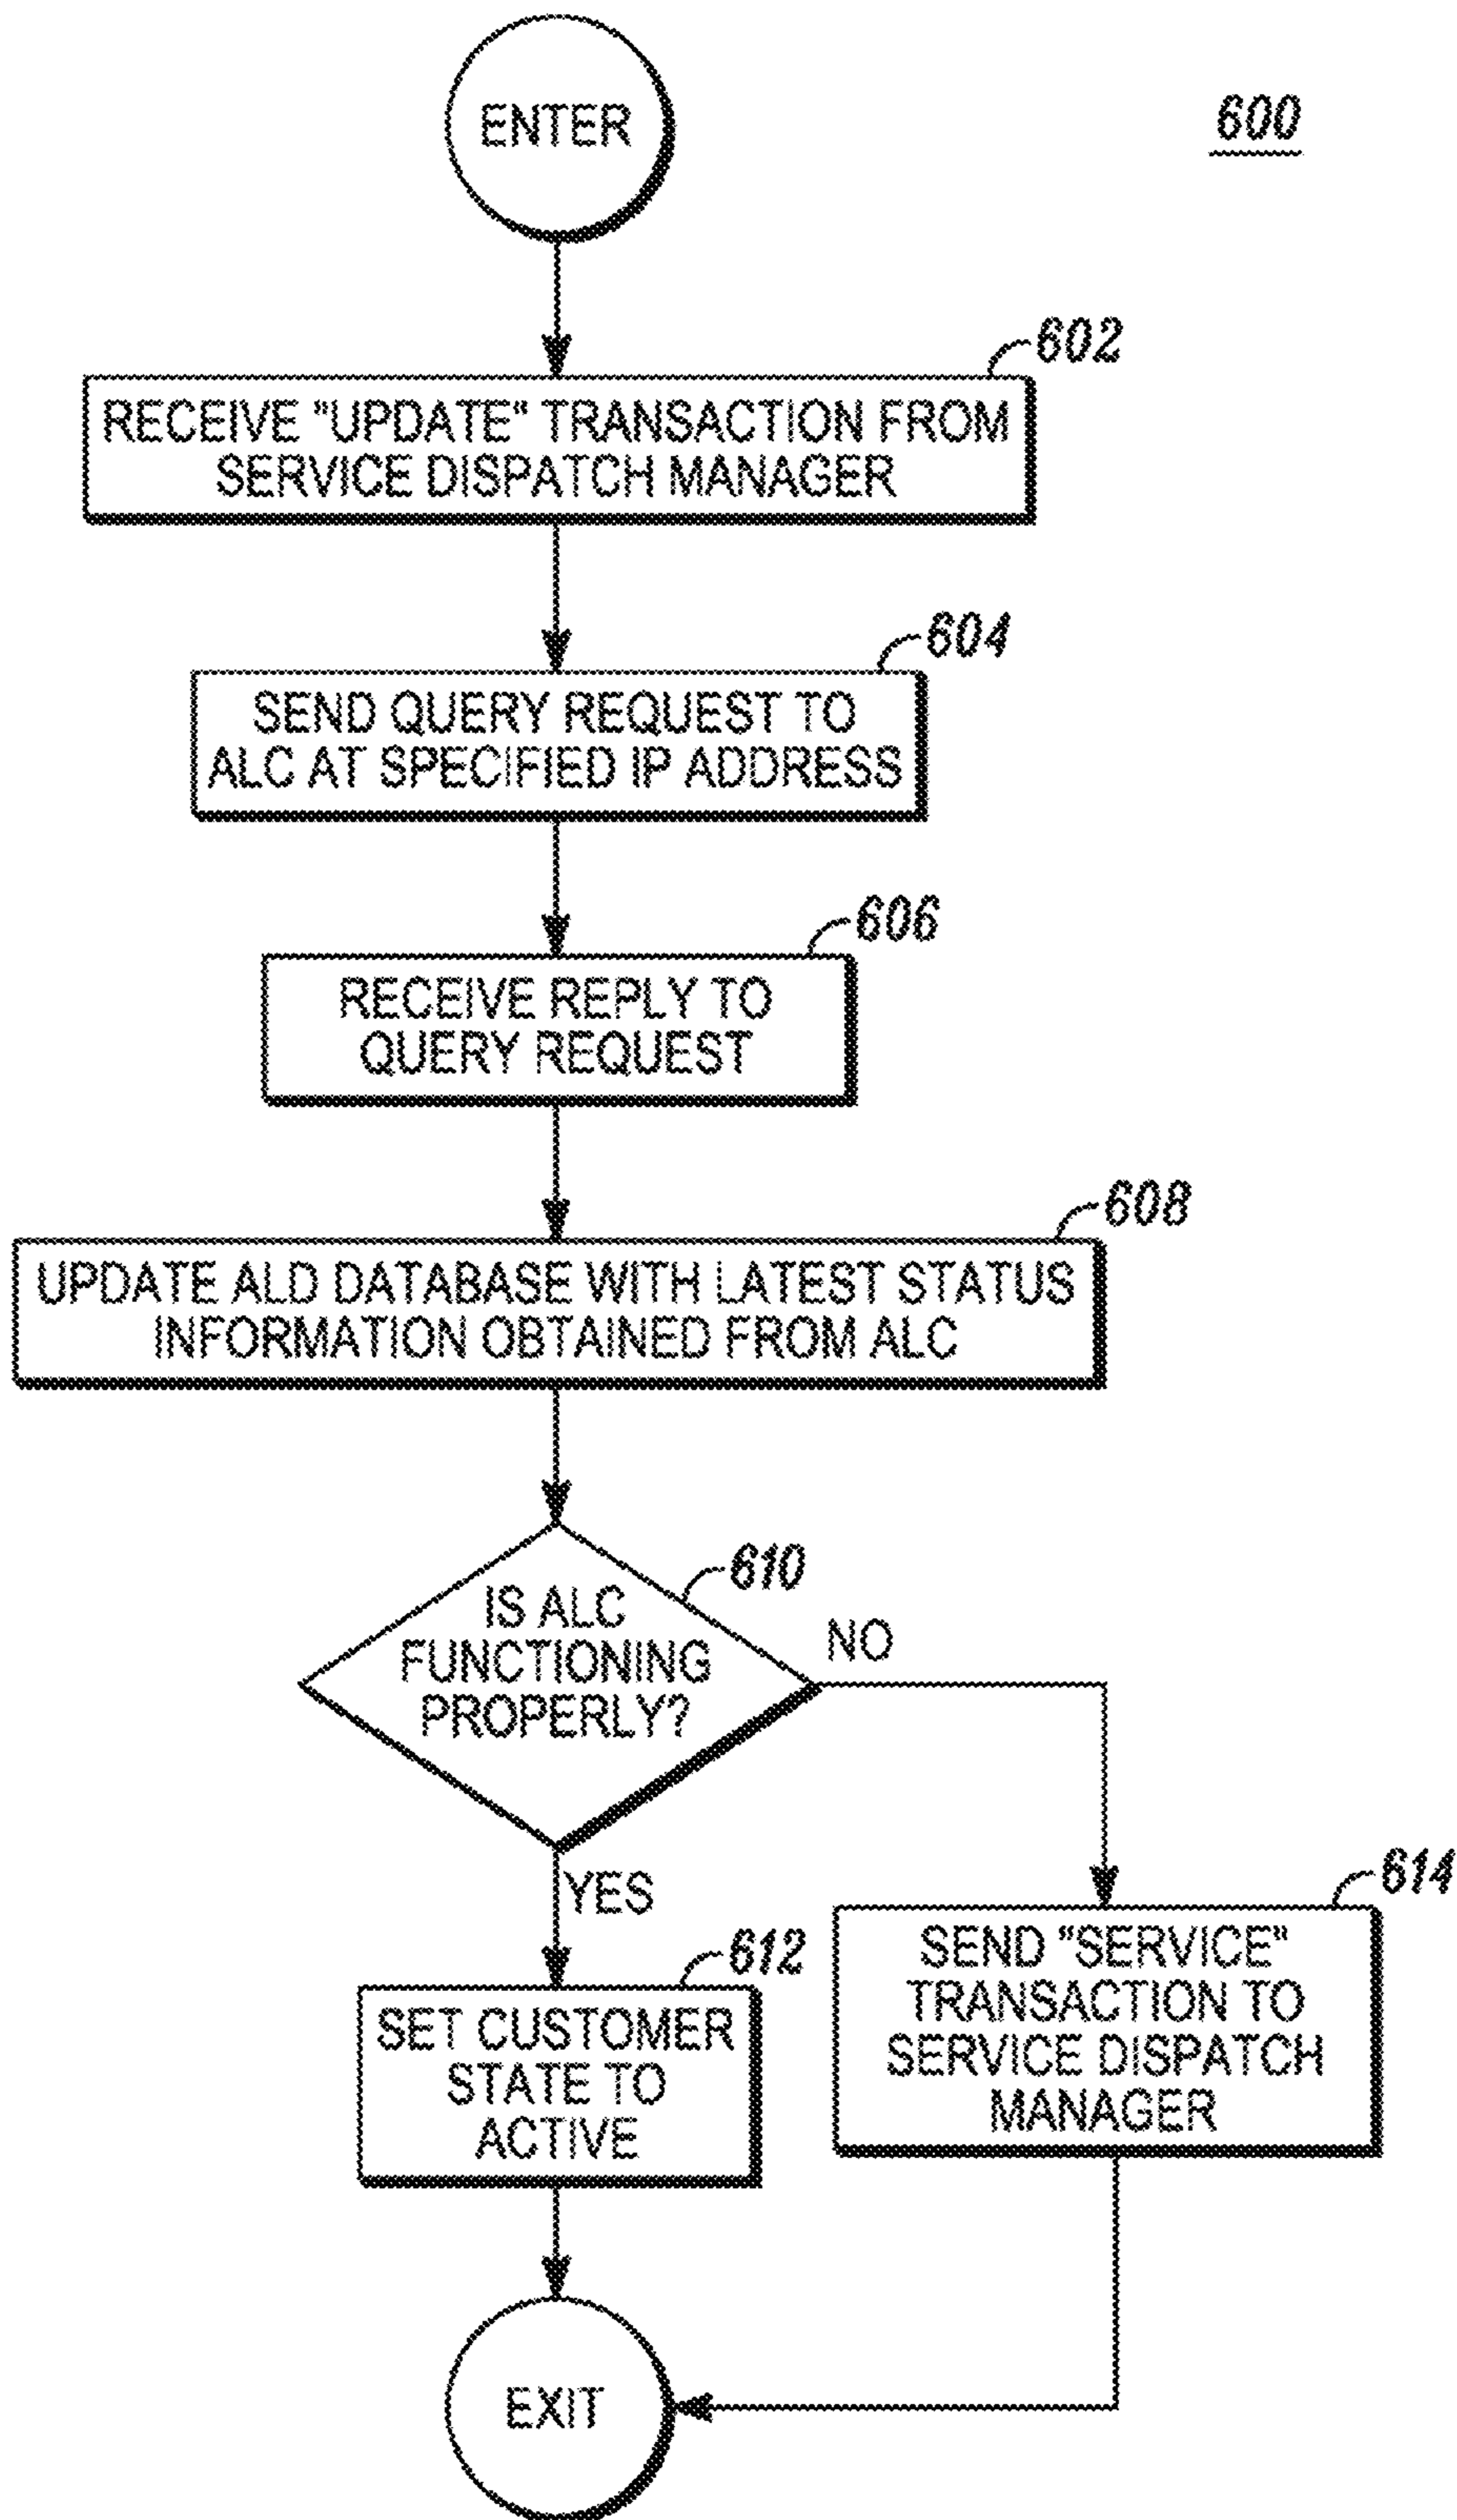 ENTER
600
602
RECEIVE "UPDATE" TRANSACTION FROM
SERVICE DISPATCH MANAGER
604
SEND QUERY REQUEST TO
ALC AT SPECIFIED IP ADDRESS
606
RECEIVE REPLY TO
QUERY REQUEST
608
UPDATE ALD DATABASE WITH LATEST STATUS
INFORMATION OBTAINED FROM ALC
610
IS ALC
FUNCTIONING
PROPERLY?
NO
YES
612
SET CUSTOMER
STATE TO
ACTIVE
614
SEND "SERVICE"
TRANSACTION TO
SERVICE DISPATCH
MANAGER
EXIT